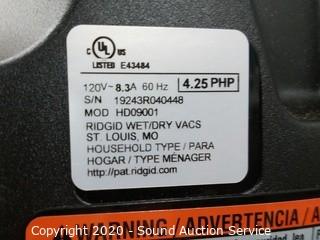 C UL US
LISTED E43484
120V~ 8.3A 60 Hz 4.25 PHP
S/N 19243R040448
MOD HD09001
RIDGID WET/DRY VACS
ST. LOUIS, MO
HOUSEHOLD TYPE / PARA
HOGAR / TYPE MÉNAGER
http://pat.ridgid.com
WARNING / ADVERTENCIA / A
Copyright 2020 - Sound Auction Service